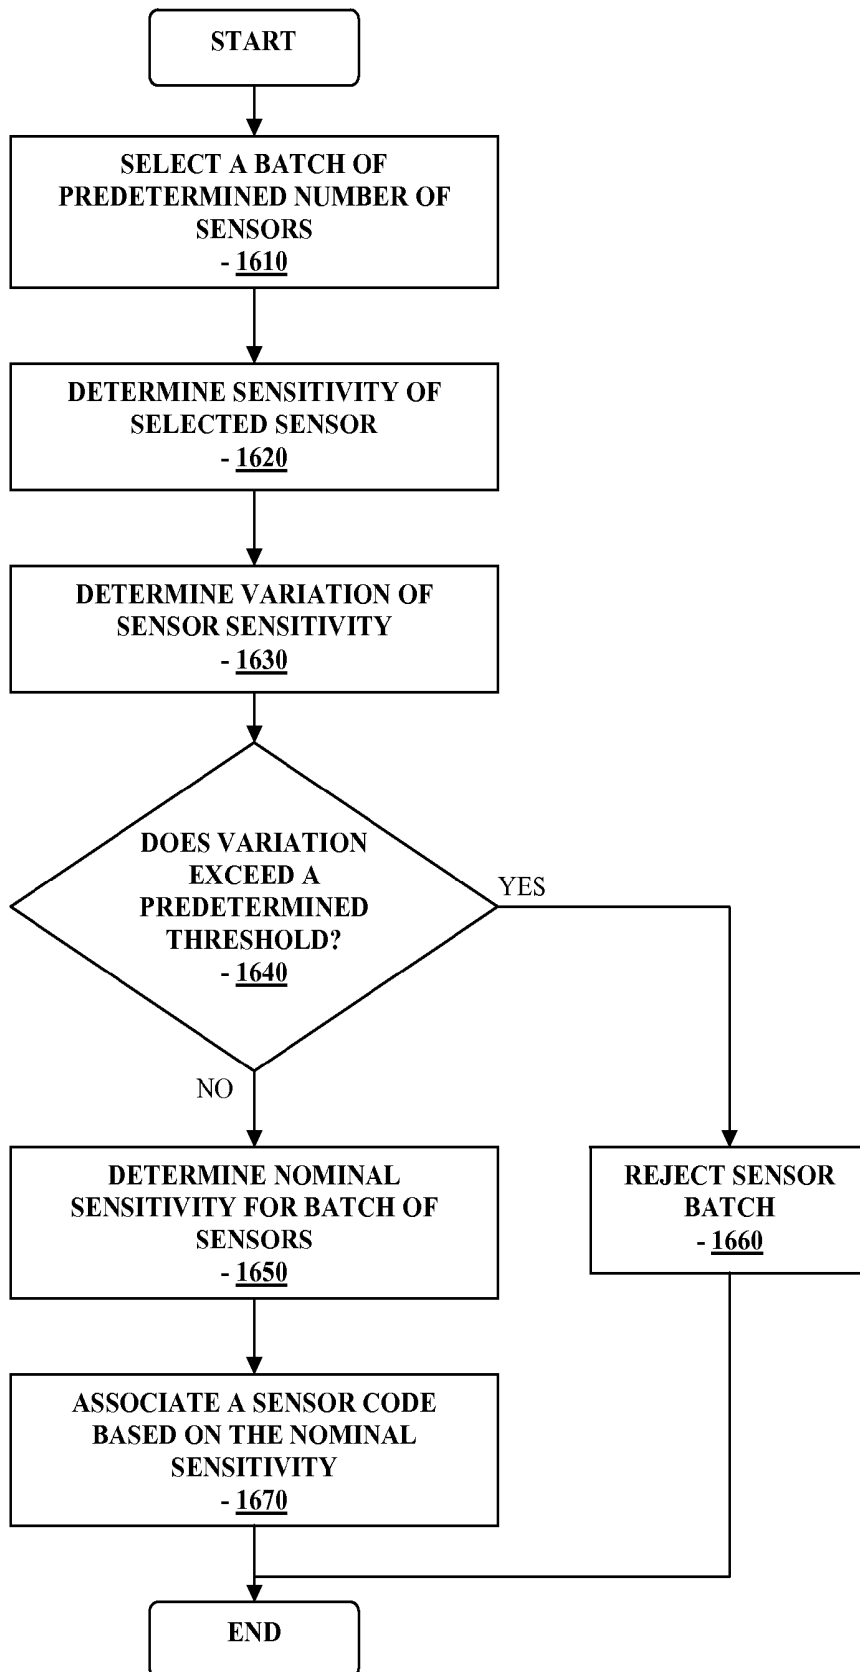 START
SELECT A BATCH OF
PREDETERMINED NUMBER OF
SENSORS
- 1610
DETERMINE SENSITIVITY OF
SELECTED SENSOR
- 1620
DETERMINE VARIATION OF
SENSOR SENSITIVITY
- 1630
DOES VARIATION
EXCEED A
PREDETERMINED
THRESHOLD?
- 1640
YES
NO
DETERMINE NOMINAL
SENSITIVITY FOR BATCH OF
SENSORS
- 1650
REJECT SENSOR
BATCH
- 1660
ASSOCIATE A SENSOR CODE
BASED ON THE NOMINAL
SENSITIVITY
- 1670
END